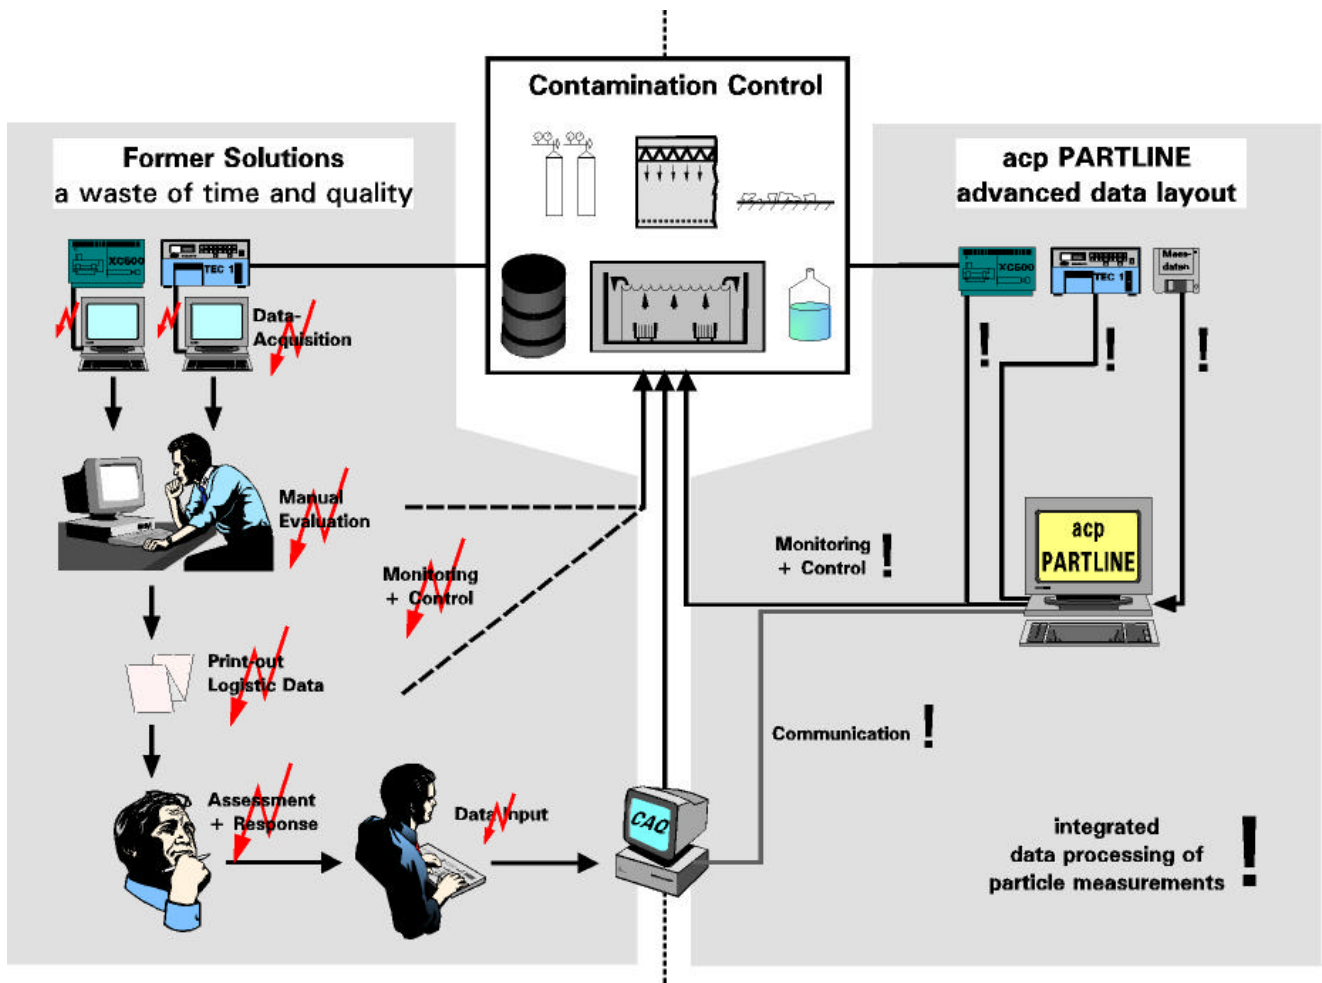 Contamination Control
Former Solutions
a waste of time and quality
XC500
TEC 1
Data-
Acquisition
Manual
Evaluation
Monitoring
+ Control
Print-out
Logistic Data
Assessment
+ Response
Data Input
CAQ
acp PARTLINE
advanced data layout
XC500
TEC 1
Mess-
daten
!
!
!
acp
PARTLINE
Monitoring
+ Control
!
Communication
!
integrated
data processing of
particle measurements
!